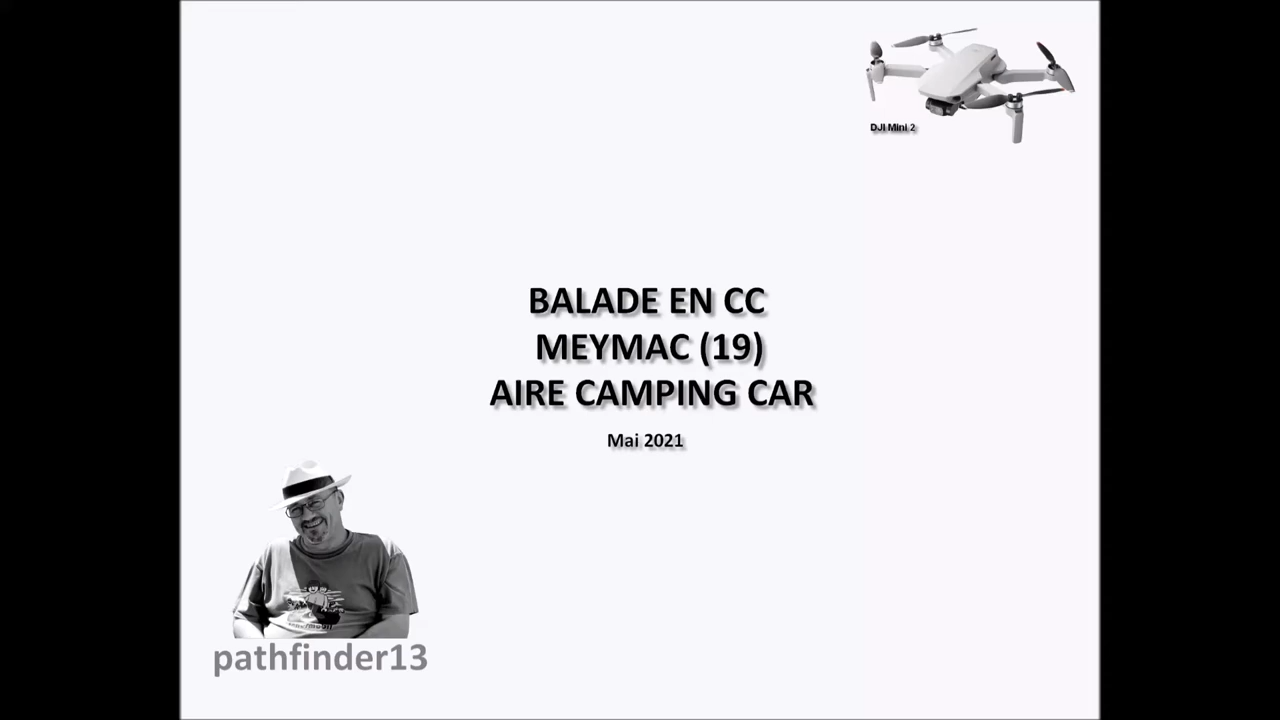 DJI Mini 2
BALADE EN CC
MEYMAC (19)
AIRE CAMPING CAR
Mai 2021
pathfinder13